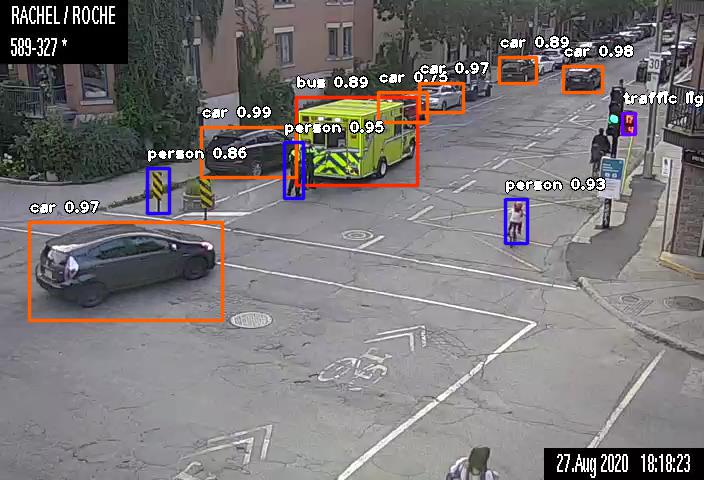 RACHEL / ROCHE
589-327 *
car 0.89
car 0.98
car 0.97
car 0.75
bus 0.89
traffic lig
car 0.99
person 0.95
person 0.86
person 0.93
car 0.97
27.Aug 2020 18:18:23